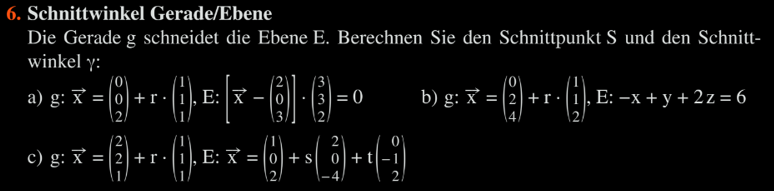 6. Schnittwinkel Gerade/Ebene
Die Gerade g schneidet die Ebene E. Berechnen Sie den Schnittpunkt S und den Schnitt-
winkel γ:
a) g: x⃗ = (0 0 2) + r · (1 1 1), E: [x⃗ − (2 0 3)] · (3 3 2) = 0 b) g: x⃗ = (0 2 4) + r · (1 1 2), E: −x + y + 2z = 6
c) g: x⃗ = (2 2 1) + r · (1 1 1), E: x⃗ = (1 0 2) + s (2 0 −4) + t (0 −1 2)